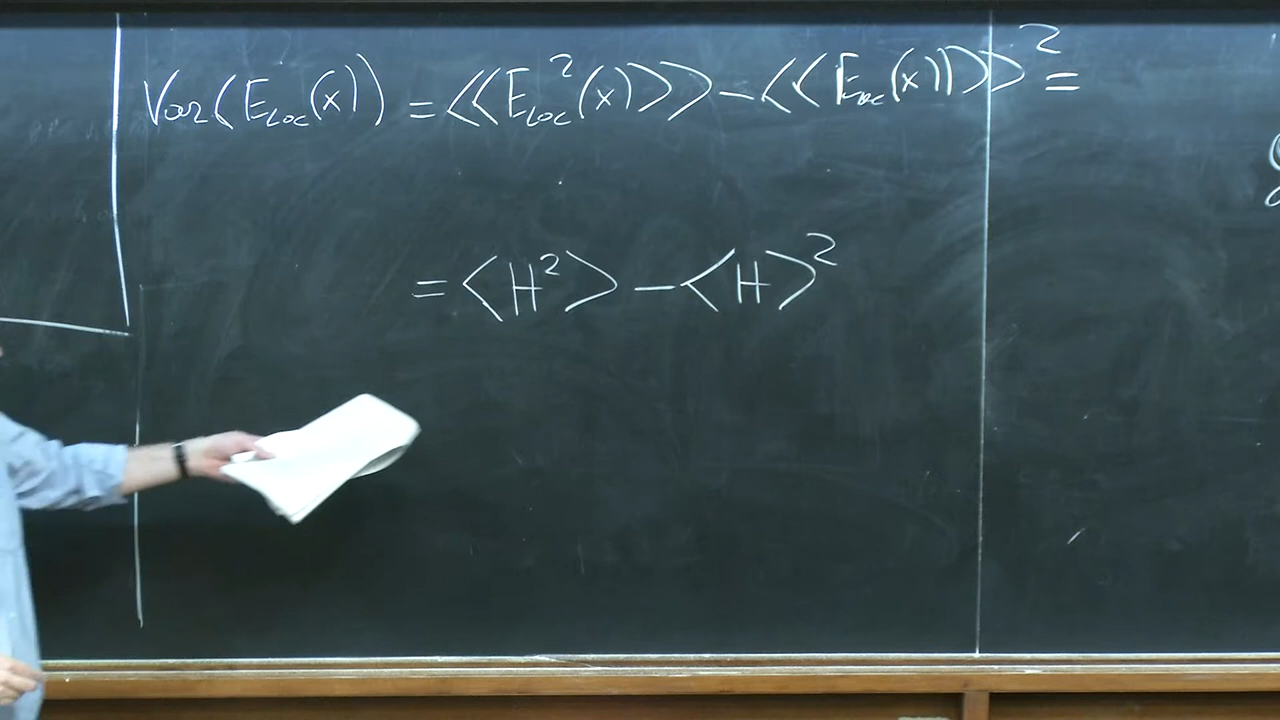 Var(E_loc(x)) = <<E_loc^2(x)>> - <<E_loc(x)>>^2 =
= <H^2> - <H>^2